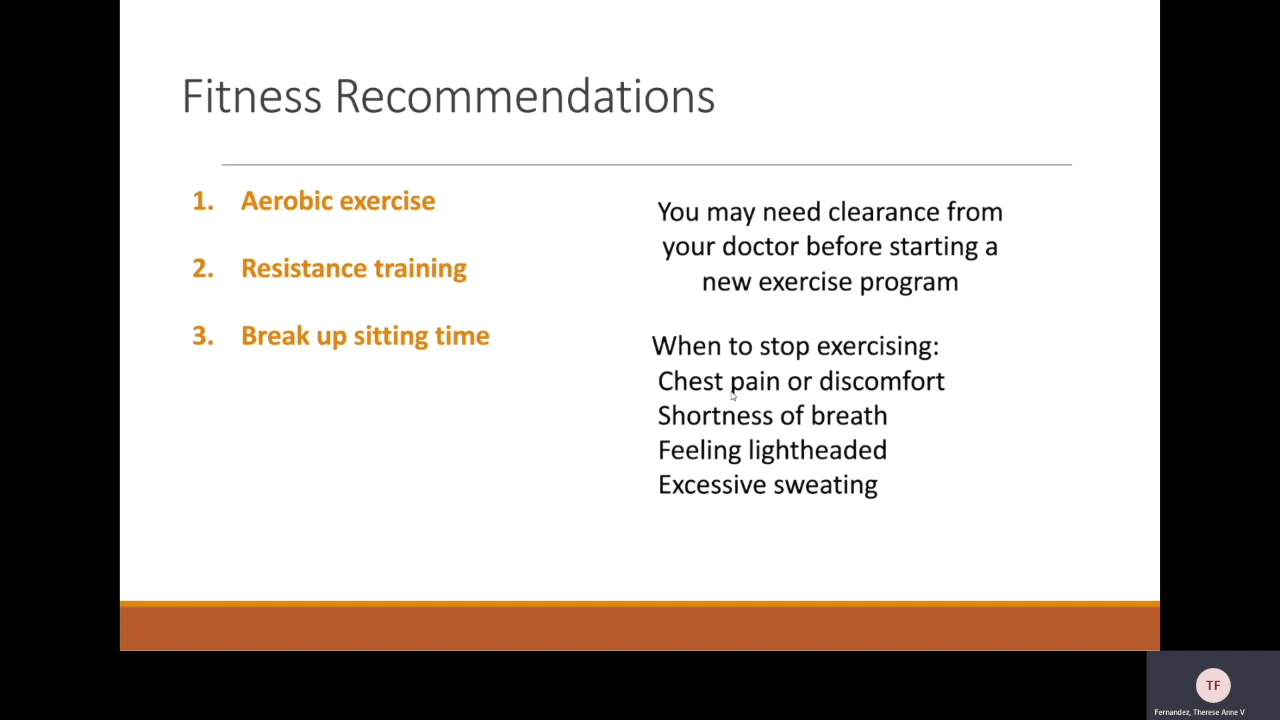 Fitness Recommendations
1. Aerobic exercise
2. Resistance training
3. Break up sitting time
You may need clearance from
your doctor before starting a
new exercise program
When to stop exercising:
Chest pain or discomfort
Shortness of breath
Feeling lightheaded
Excessive sweating
TF
Fernandez, Therese Anne V